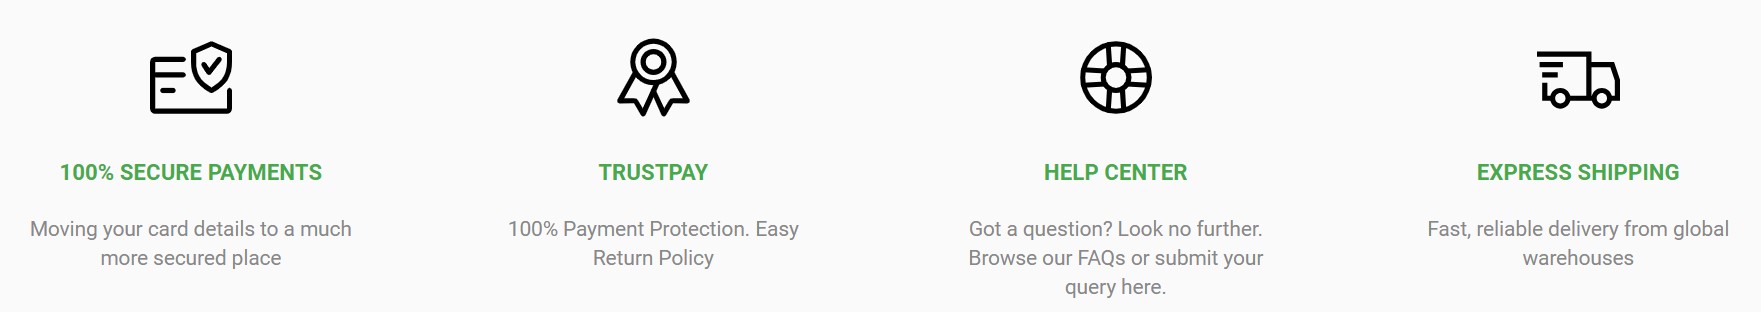 100% SECURE PAYMENTS
Moving your card details to a much
more secured place
TRUSTPAY
100% Payment Protection. Easy
Return Policy
HELP CENTER
Got a question? Look no further.
Browse our FAQs or submit your
query here.
EXPRESS SHIPPING
Fast, reliable delivery from global
warehouses